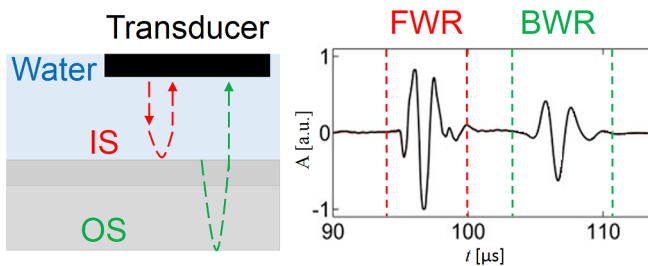 Transducer
Water
IS
OS
FWR BWR
A [a.u.]
1
0
-1
90 100 110
t [µs]